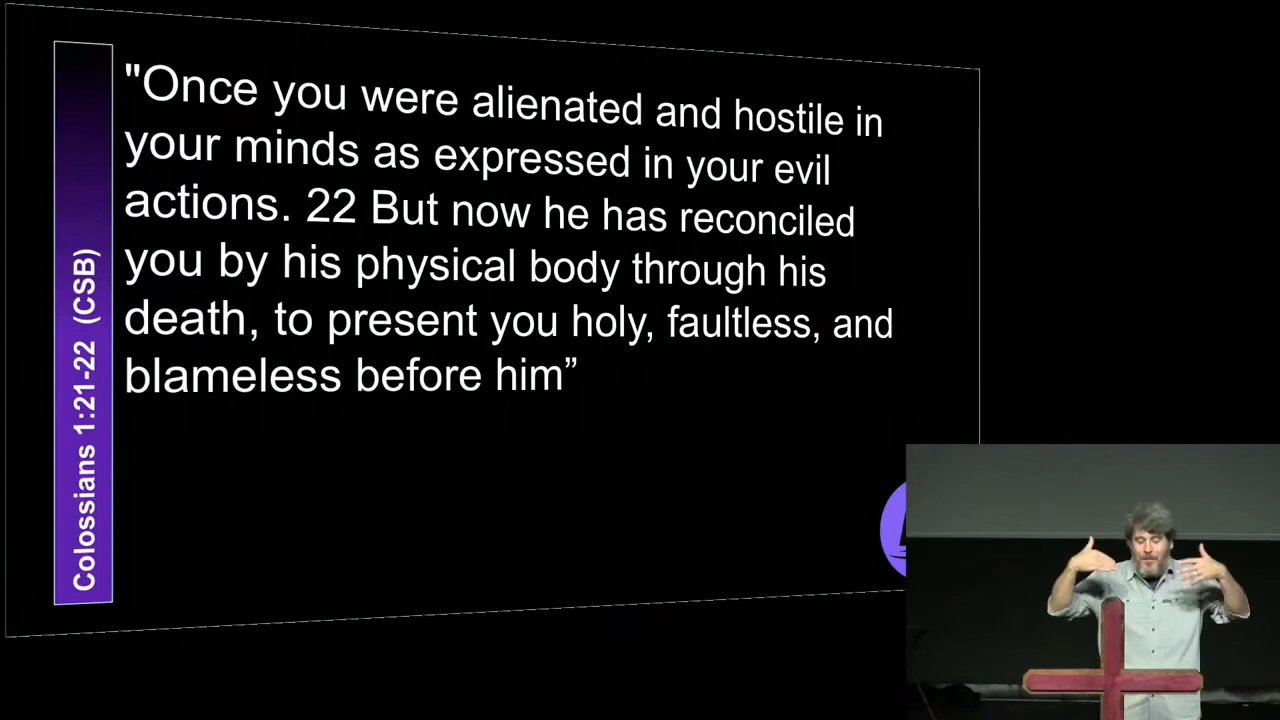 "Once you were alienated and hostile in
your minds as expressed in your evil
actions. 22 But now he has reconciled
you by his physical body through his
death, to present you holy, faultless, and
blameless before him”
Colossians 1:21-22 (CSB)